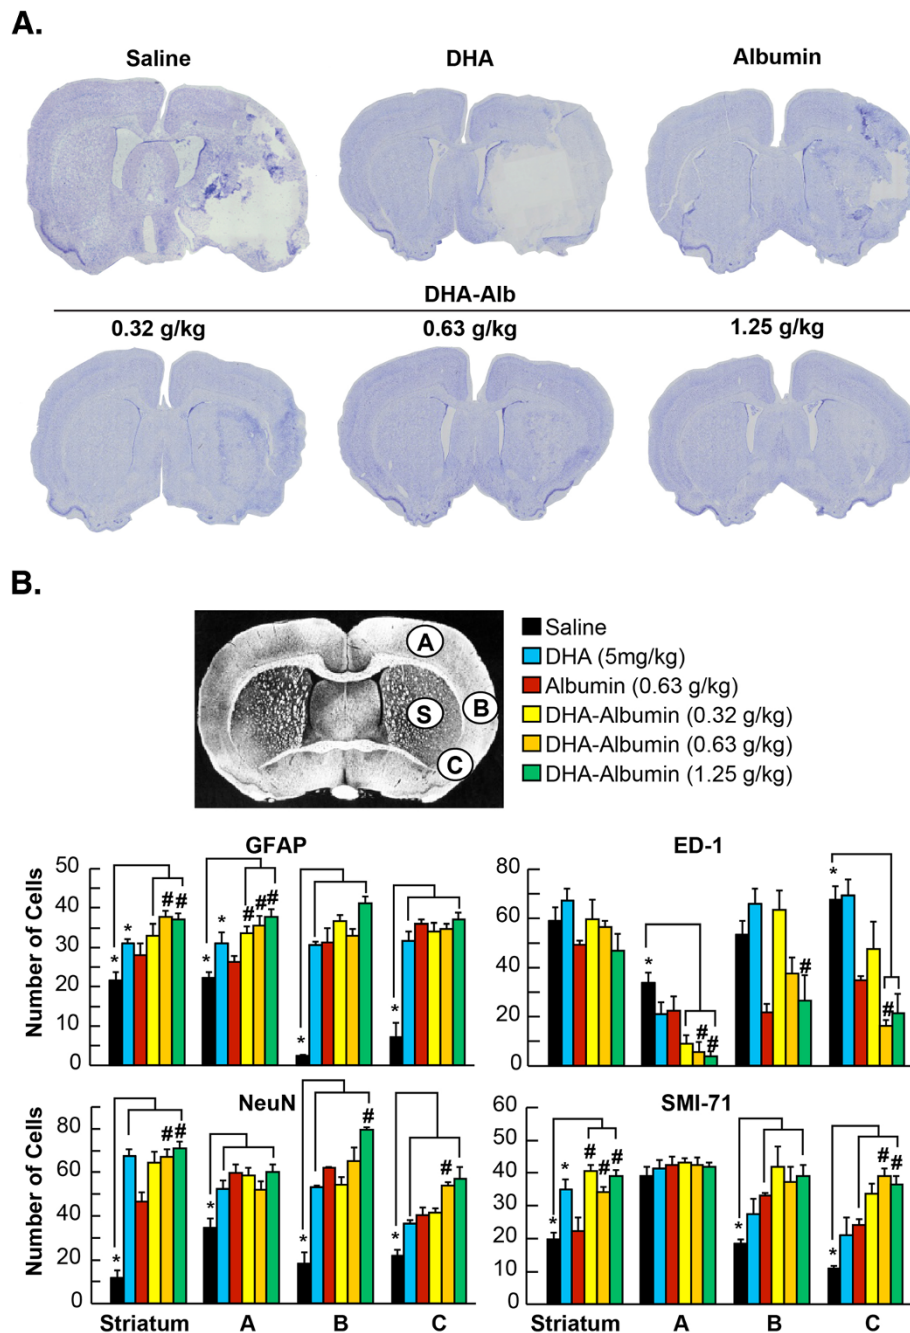 A.
Saline DHA Albumin
DHA-Alb
0.32 g/kg 0.63 g/kg 1.25 g/kg
B.
A
B
S
C
Saline
DHA (5mg/kg)
Albumin (0.63 g/kg)
DHA-Albumin (0.32 g/kg)
DHA-Albumin (0.63 g/kg)
DHA-Albumin (1.25 g/kg)
GFAP
Number of Cells
50
40
30
20
10
0
* * # #
* * # # #
*
*
ED-1
80
60
40
20
0
* # #
#
* #
NeuN
Number of Cells
80
60
40
20
0
* # #
*
* #
* #
Striatum A B C
SMI-71
60
50
40
30
20
10
0
* * # # #
*
* # #
Striatum A B C